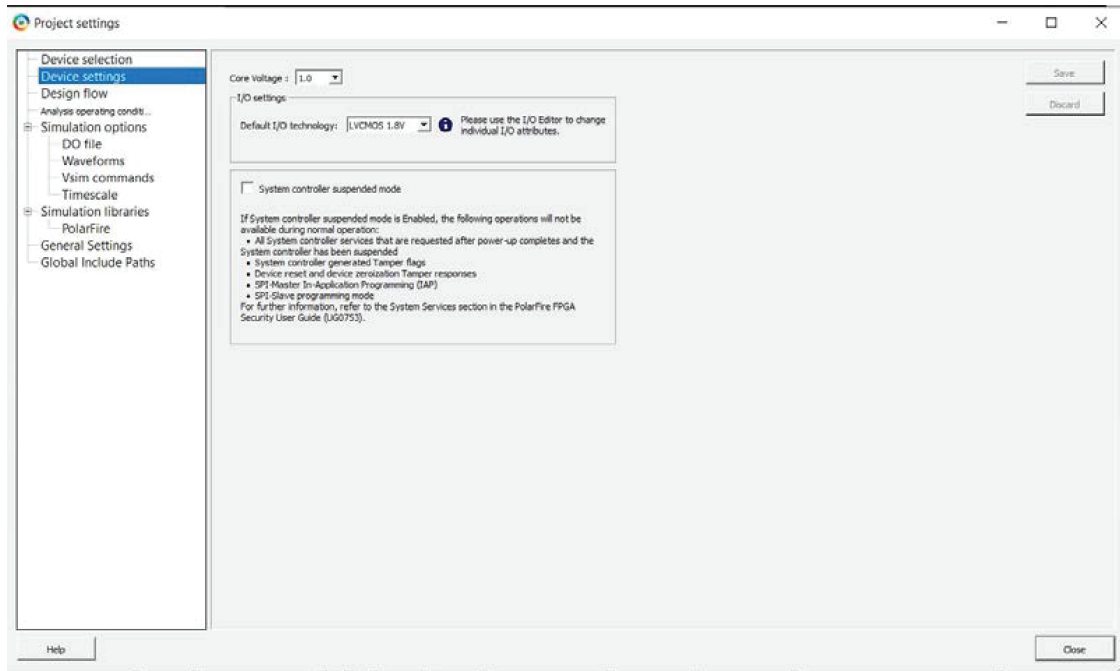 Project settings
Device selection
Device settings
Design flow
Analysis operating conditi...
Simulation options
DO file
Waveforms
Vsim commands
Timescale
Simulation libraries
PolarFire
General Settings
Global Include Paths
Core Voltage : 1.0
I/O settings
Default I/O technology: LVCMOS 1.8V
Please use the I/O Editor to change
individual I/O attributes.
System controller suspended mode
If System controller suspended mode is Enabled, the following operations will not be
available during normal operation:
• All System controller services that are requested after power-up completes and the
System controller has been suspended
• System controller generated Tamper flags
• Device reset and device zeroization Tamper responses
• SPI-Master In-Application Programming (IAP)
• SPI-Slave programming mode
For further information, refer to the System Services section in the PolarFire FPGA
Security User Guide (UG0753).
Save
Discard
Help
Close